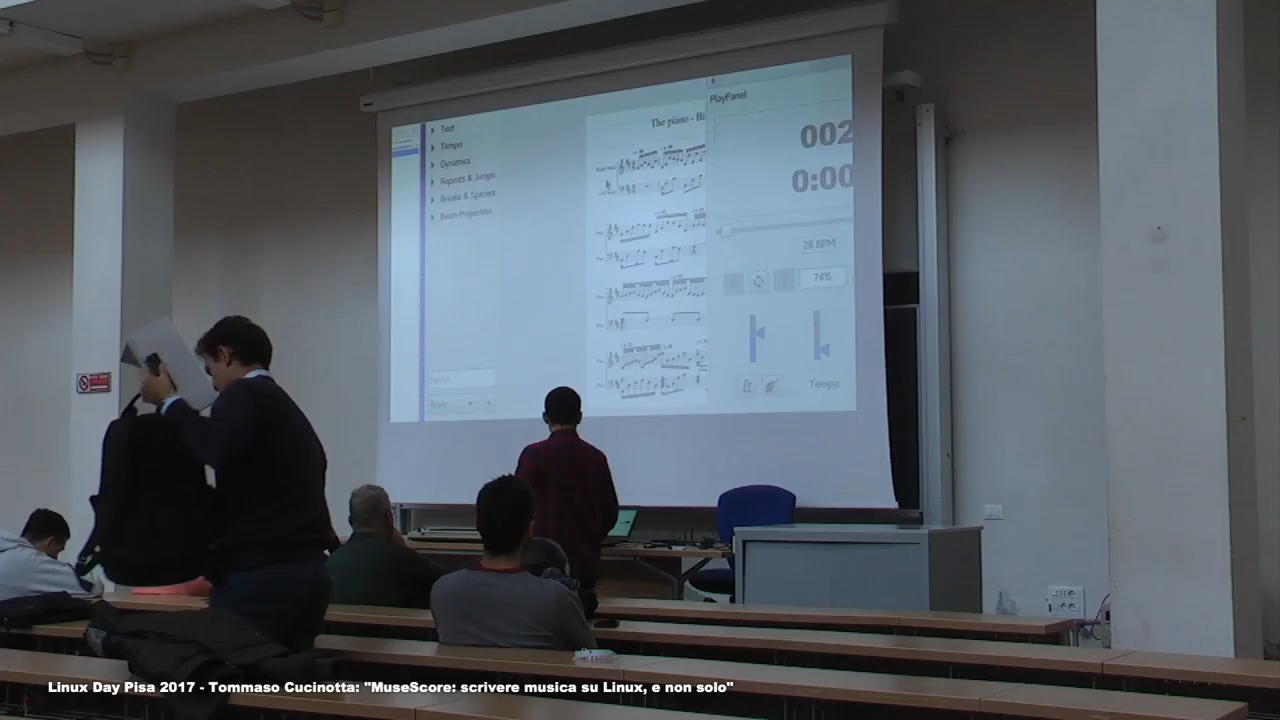 Text
Tempo
Dynamics
Repeats & Jumps
Breaks & Spacers
Beam Properties
The piano - Bi
PlayPanel
002
0:00
28 BPM
74%
Tempo
Linux Day Pisa 2017 - Tommaso Cucinotta: "MuseScore: scrivere musica su Linux, e non solo"